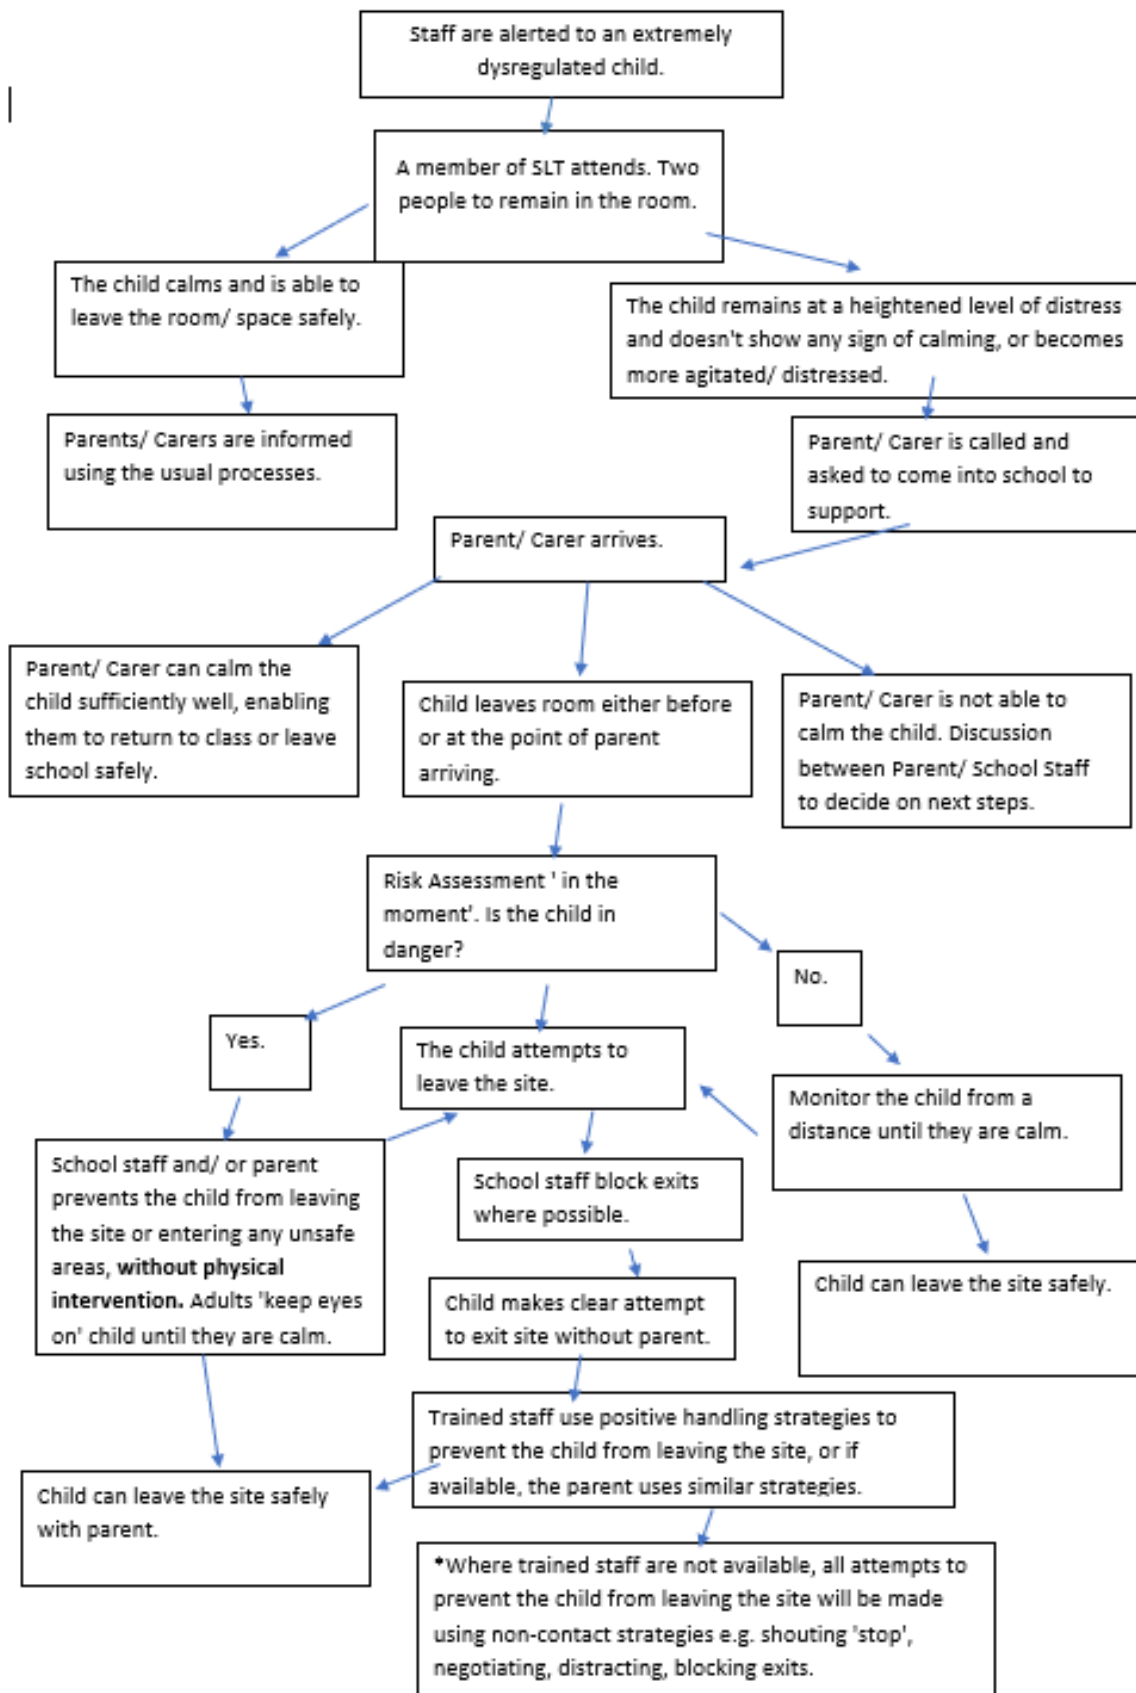 Staff are alerted to an extremely
dysregulated child.
A member of SLT attends. Two
people to remain in the room.
The child calms and is able to
leave the room/ space safely.
The child remains at a heightened level of distress
and doesn't show any sign of calming, or becomes
more agitated/ distressed.
Parents/ Carers are informed
using the usual processes.
Parent/ Carer is called and
asked to come into school to
support.
Parent/ Carer arrives.
Parent/ Carer can calm the
child sufficiently well, enabling
them to return to class or leave
school safely.
Child leaves room either before
or at the point of parent
arriving.
Parent/ Carer is not able to
calm the child. Discussion
between Parent/ School Staff
to decide on next steps.
Risk Assessment ' in the
moment'. Is the child in
danger?
No.
Yes.
The child attempts to
leave the site.
Monitor the child from a
distance until they are calm.
School staff and/ or parent
prevents the child from leaving
the site or entering any unsafe
areas, without physical
intervention. Adults 'keep eyes
on' child until they are calm.
School staff block exits
where possible.
Child can leave the site safely.
Child makes clear attempt
to exit site without parent.
Trained staff use positive handling strategies to
prevent the child from leaving the site, or if
available, the parent uses similar strategies.
Child can leave the site safely
with parent.
*Where trained staff are not available, all attempts to
prevent the child from leaving the site will be made
using non-contact strategies e.g. shouting 'stop',
negotiating, distracting, blocking exits.